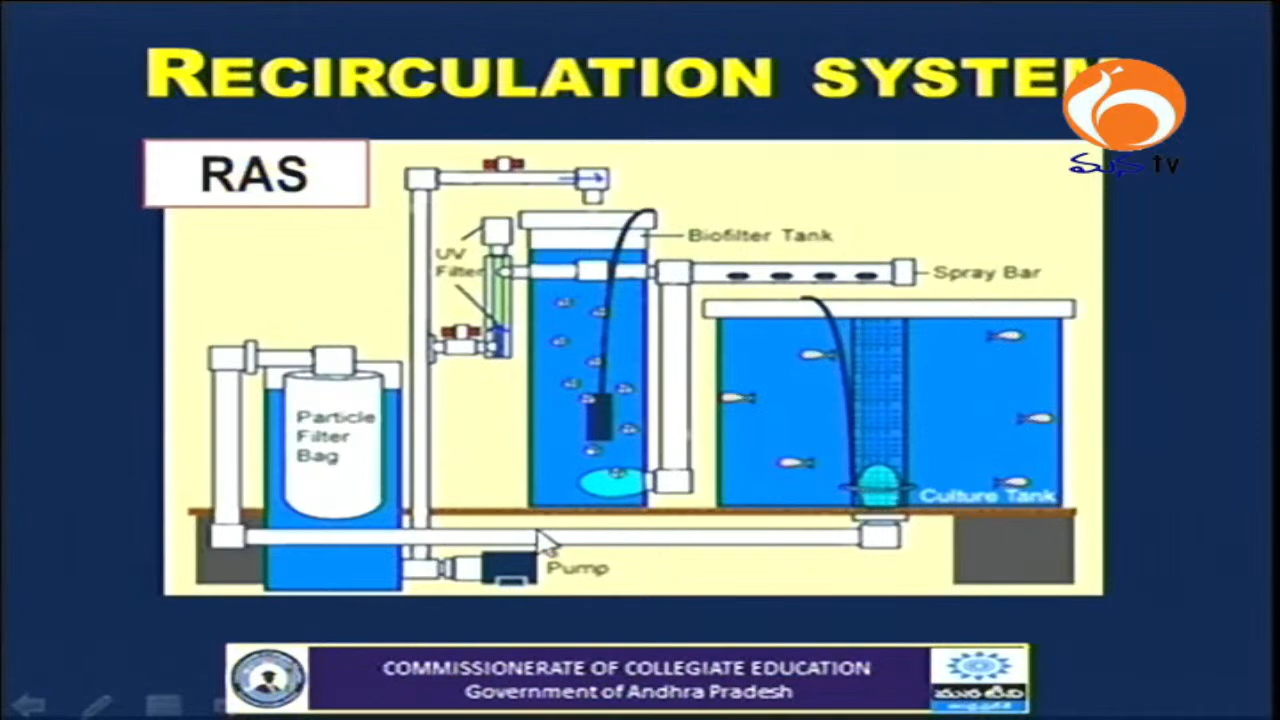 RECIRCULATION SYSTEM
మన tv
RAS
UV
Filter
Biofilter Tank
Spray Bar
Particle
Filter
Bag
Culture Tank
Pump
COMMISSIONERATE OF COLLEGIATE EDUCATION
Government of Andhra Pradesh